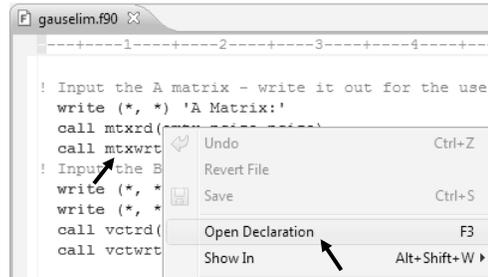 gauselim.f90
----+----1----+----2----+----3----+----4----+--
! Input the A matrix - write it out for the use
write (*, *) 'A Matrix:'
call mtxrd(
call mtxwrt
! Input the B
write (*, *
write (*, *
call vctrd(
call vctwrt
Undo Ctrl+Z
Revert File
Save Ctrl+S
Open Declaration F3
Show In Alt+Shift+W